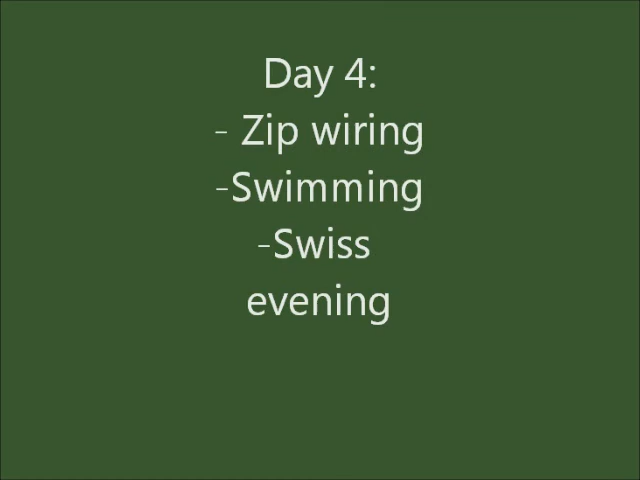 Day 4:
- Zip wiring
-Swimming
-Swiss
evening